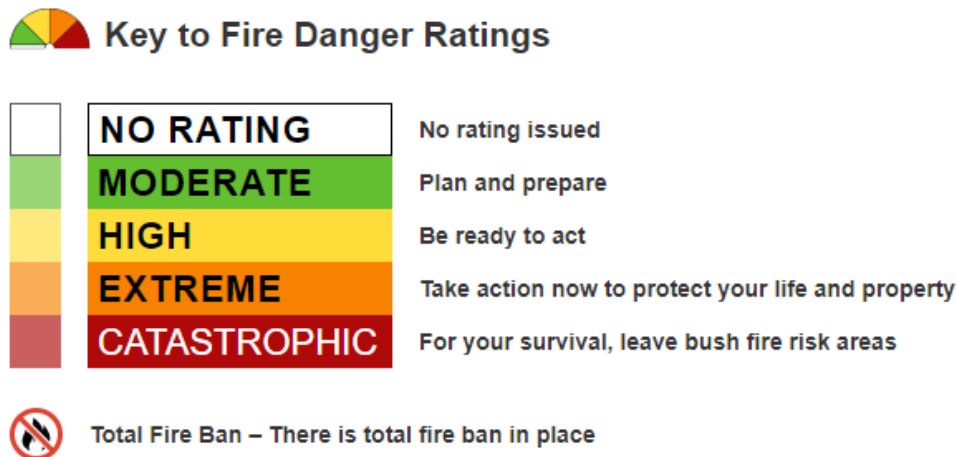 Key to Fire Danger Ratings
NO RATING No rating issued
MODERATE Plan and prepare
HIGH Be ready to act
EXTREME Take action now to protect your life and property
CATASTROPHIC For your survival, leave bush fire risk areas
Total Fire Ban – There is total fire ban in place